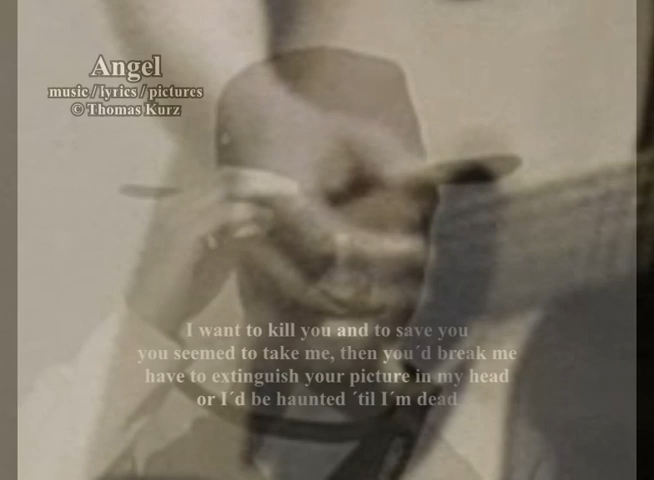 Angel
music / lyrics / pictures
© Thomas Kurz
I want to kill you and to save you
you seemed to take me, then you´d break me
have to extinguish your picture in my head
or I´d be haunted ´til I´m dead